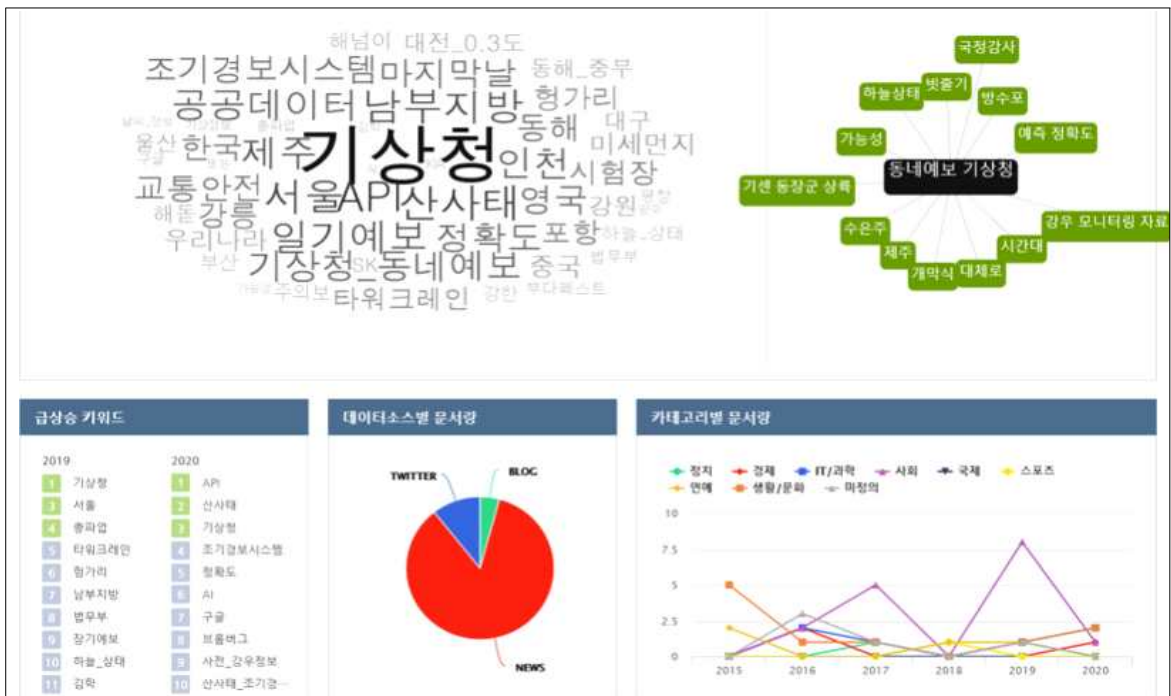 해넘이 대전_0.3도
조기경보시스템 마지막날 동해_중부
공공데이터 남부지방 헝가리
기상청 동해 대구
울산 한국 제주 인천 시험장 미세먼지
교통안전 서울 API 산사태 영국 강원
해돋 강릉
우리나라 일기예보 정확도 포항 하늘_상태
부산 기상청_동네예보 SK 중국 법무부
주의보 타워크레인 강한 부다페스트
국정감사
하늘상태 빗줄기 방수포
가능성 예측 정확도
동네예보 기상청
기센 동장군 상륙
수은주 강우 모니터링 자료
제주 시간대
개막식 대체로
급상승 키워드
2019 2020
1 기상청 1 API
3 서울 2 산사태
4 총파업 3 기상청
5 타워크레인 4 조기경보시스템
6 헝가리 5 정확도
7 남부지방 6 AI
8 법무부 7 구글
9 장기예보 8 브룸버그
10 하늘_상태 9 사전_강우정보
11 김학 10 산사태_조기경…
데이터소스별 문서량
TWITTER BLOG
NEWS
카테고리별 문서량
정치 경제 IT/과학 사회 국제 스포즈
연예 생활/문화 미정의
10
7.5
5
2.5
0
2015 2016 2017 2018 2019 2020